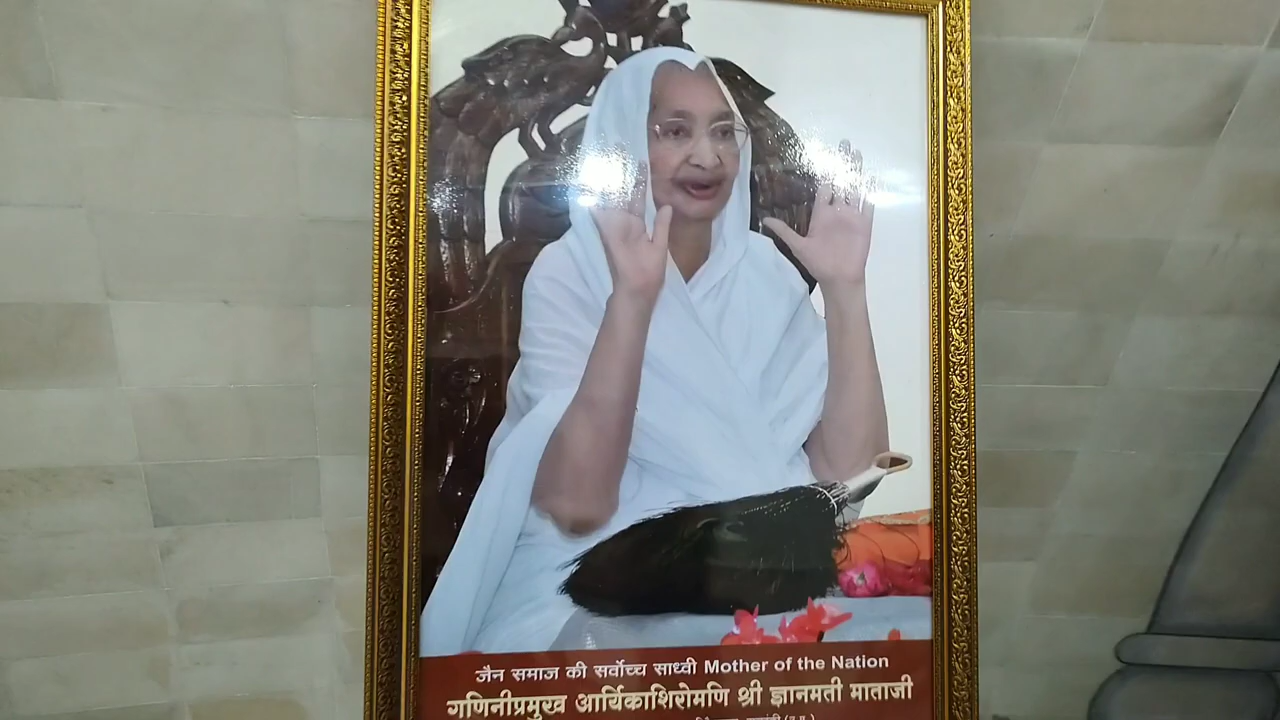 जैन समाज की सर्वोच्च साध्वी Mother of the Nation
गणिनीप्रमुख आर्यिकाशिरोमणि श्री ज्ञानमती माताजी